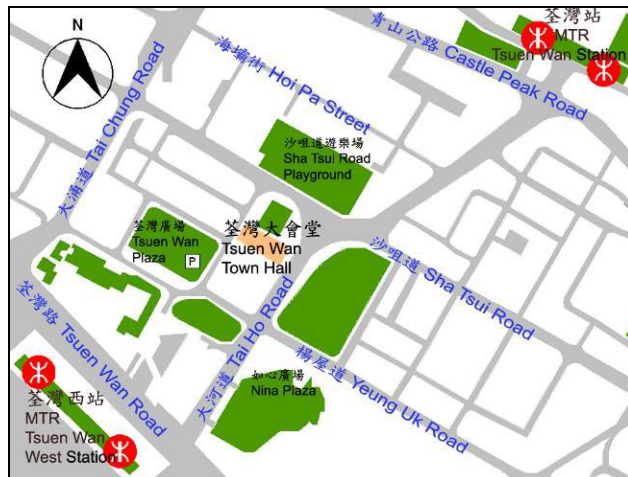 荃灣站
MTR
Tsuen Wan Station
青山公路 Castle Peak Road
N
海壩街 Hoi Pa Street
大涌道 Tai Chung Road
沙咀道遊樂場
Sha Tsui Road
Playground
荃灣廣場
Tsuen Wan
Plaza
P
荃灣大會堂
Tsuen Wan
Town Hall
沙咀道 Sha Tsui Road
荃灣路 Tsuen Wan Road
大河道 Tai Ho Road
楊屋道 Yeung Uk Road
如心廣場
Nina Plaza
荃灣西站
MTR
Tsuen Wan
West Station